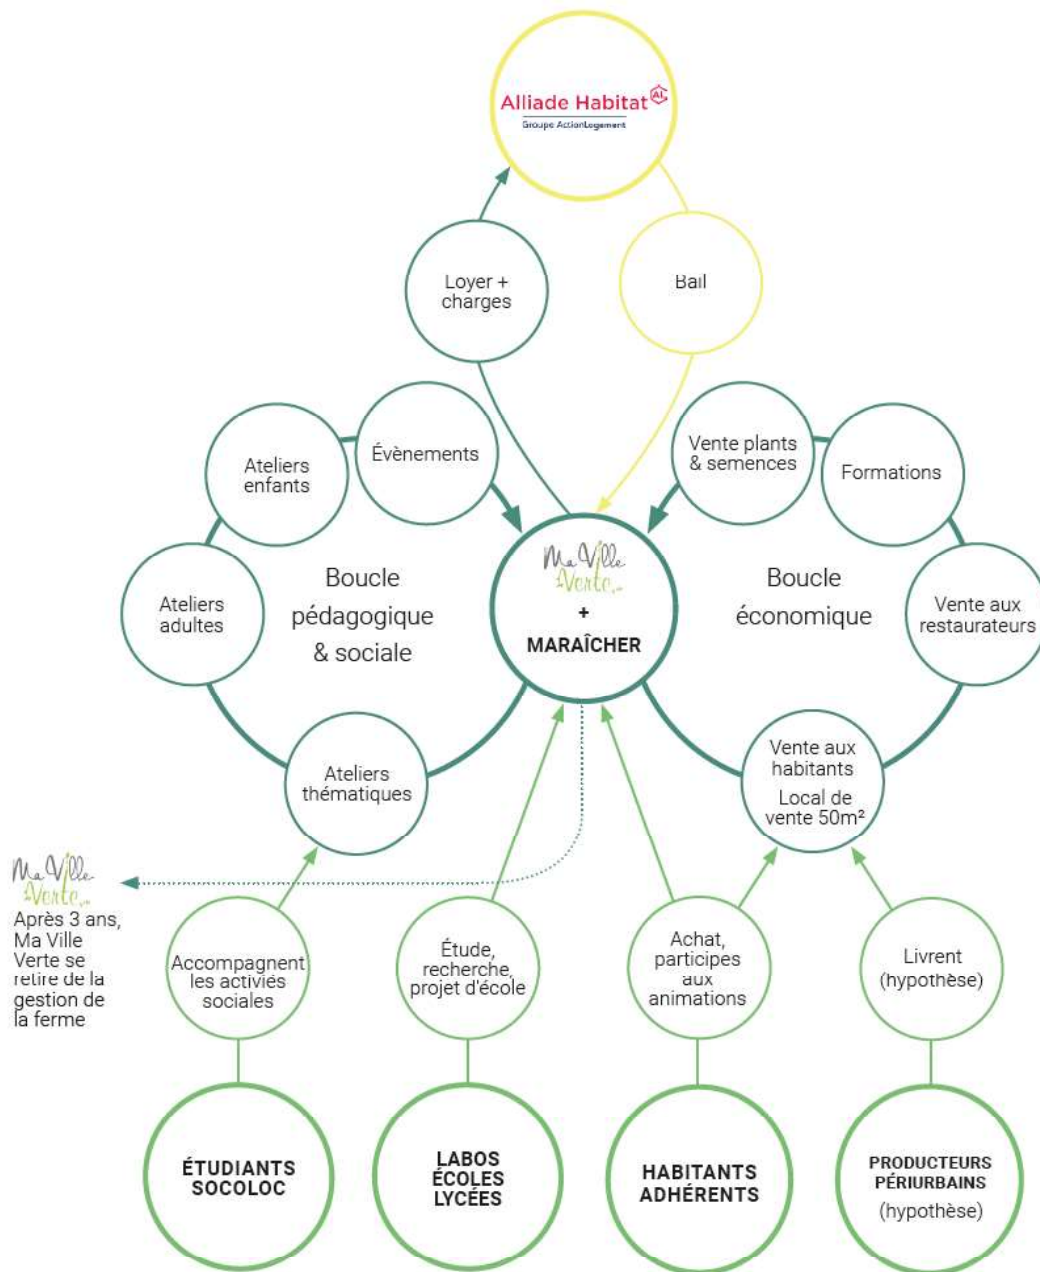 Alliade Habitat
AL
Groupe ActionLogement
Loyer +
charges
Bail
Ateliers
enfants
Évènements
Vente plants
& semences
Formations
Ateliers
adultes
Boucle
pédagogique
& sociale
Ma Ville
Verte
+
MARAÎCHER
Boucle
économique
Vente aux
restaurateurs
Ateliers
thématiques
Vente aux
habitants
Local de
vente 50m²
Ma Ville
Verte
Après 3 ans,
Ma Ville
Verte se
retire de la
gestion de
la ferme
Accompagnent
les activiés
sociales
Étude,
recherche,
projet d'école
Achat,
participes
aux
animations
Livrent
(hypothèse)
ÉTUDIANTS
SOCOLOC
LABOS
ÉCOLES
LYCÉES
HABITANTS
ADHÉRENTS
PRODUCTEURS
PÉRIURBAINS
(hypothèse)